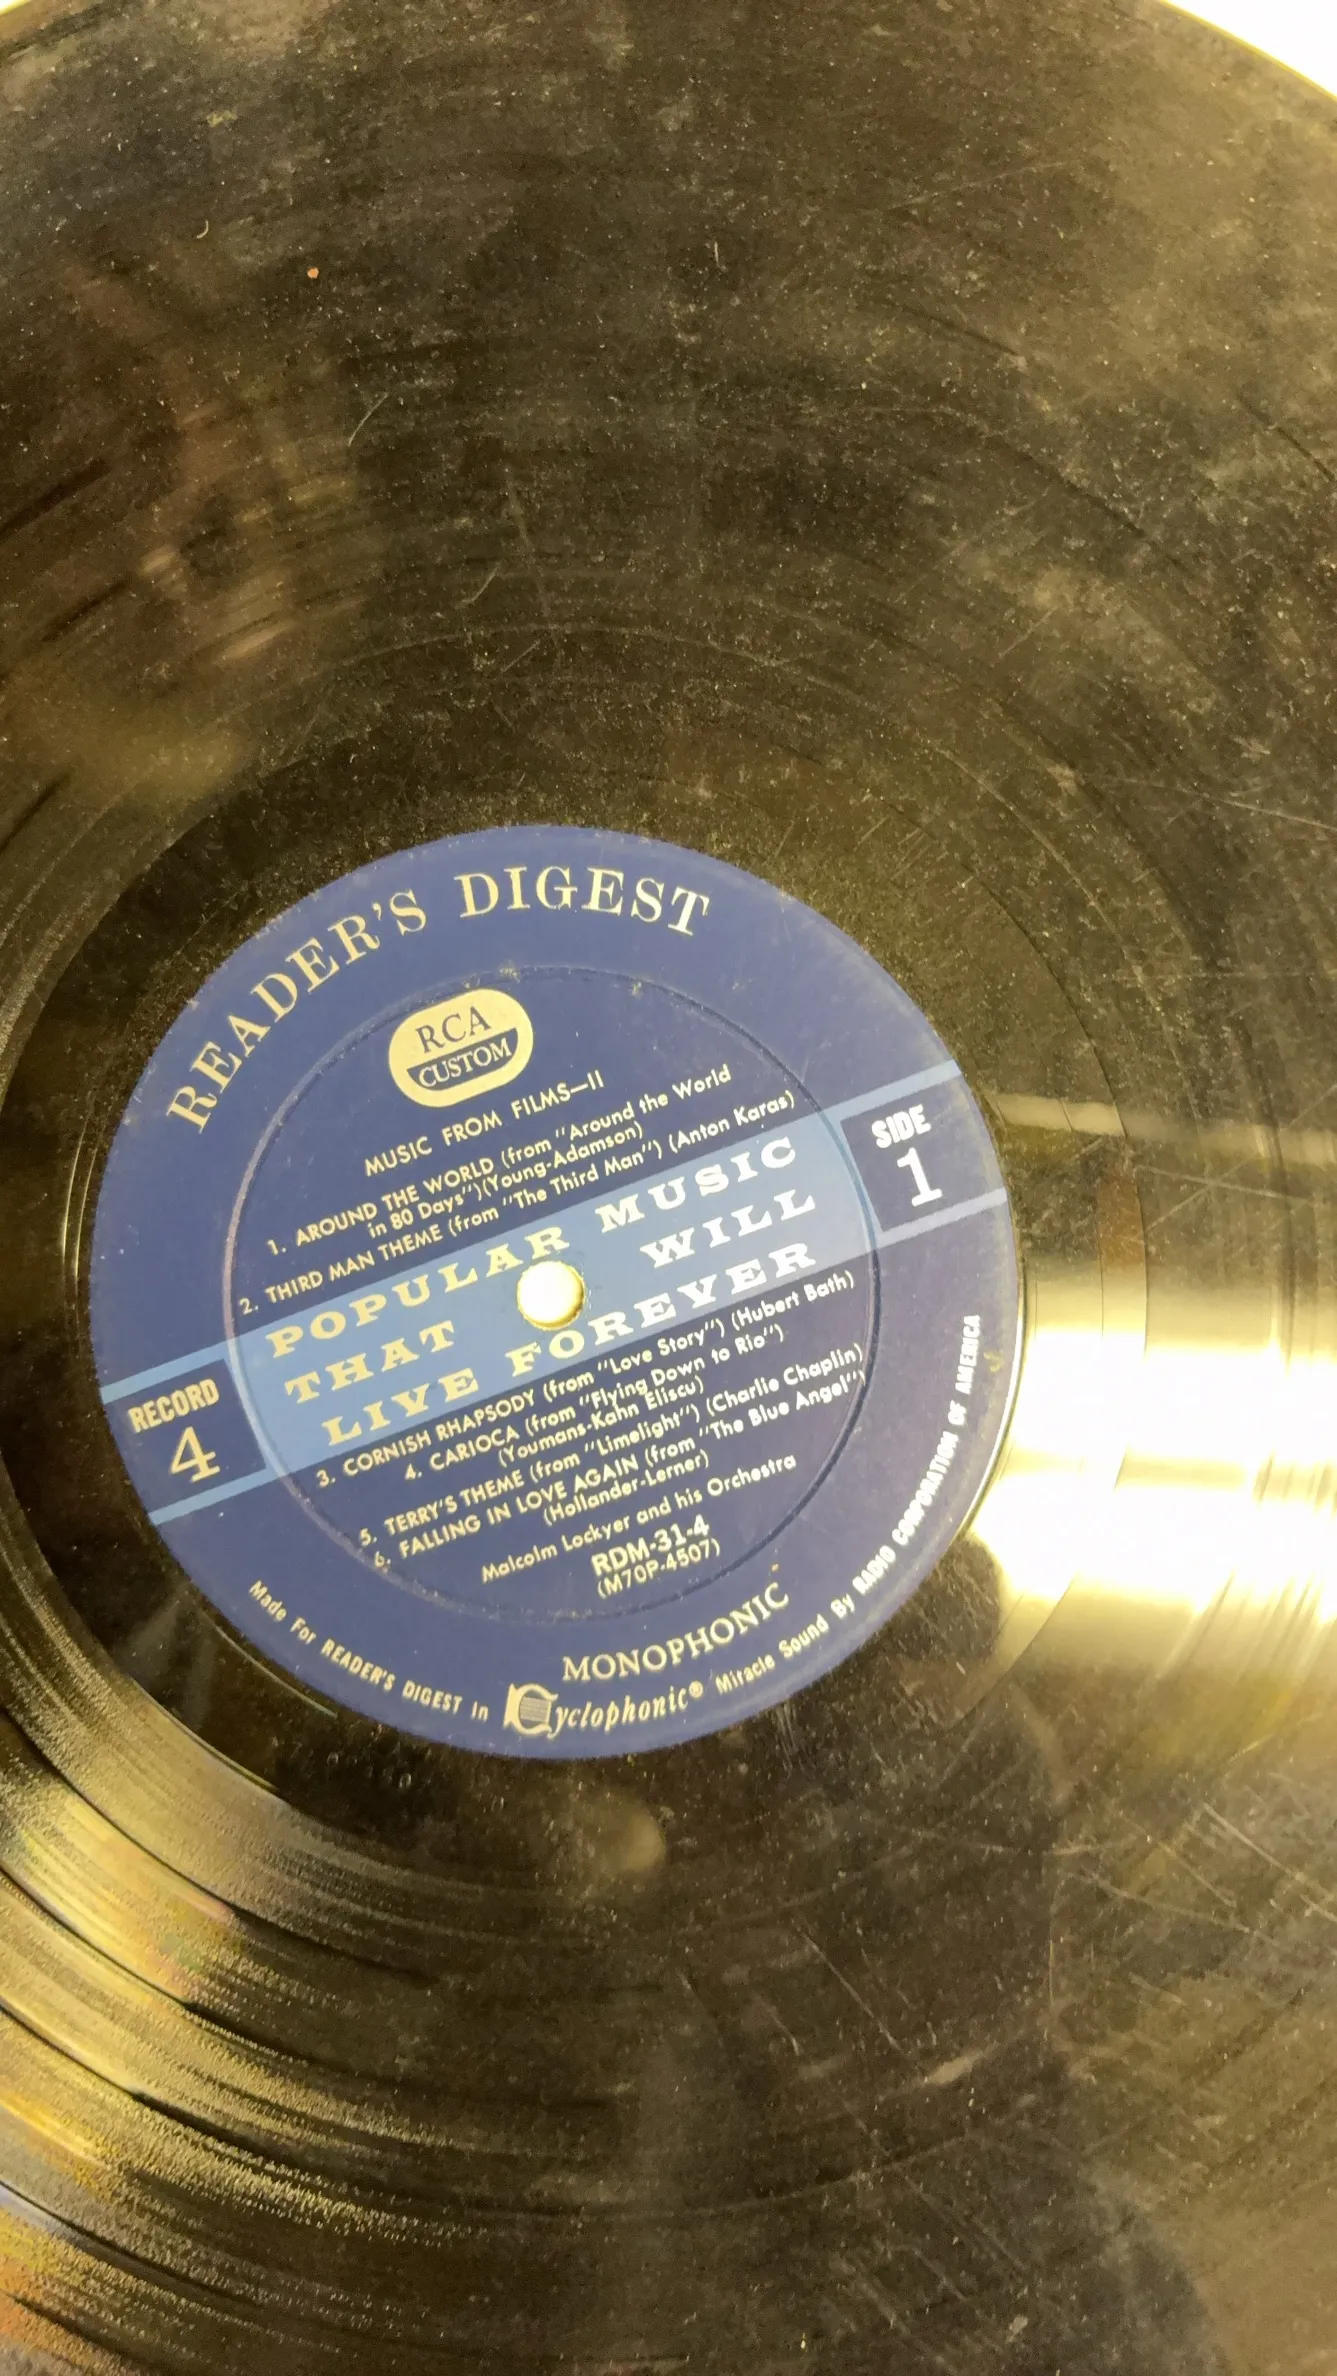 READER'S DIGEST
RCA
CUSTOM
MUSIC FROM FILMS—II
1. AROUND THE WORLD (from "Around the World
in 80 Days") (Young-Adamson)
2. THIRD MAN THEME (from "The Third Man") (Anton Karas)
SIDE
1
POPULAR MUSIC
THAT WILL
LIVE FOREVER
RECORD
4
3. CORNISH RHAPSODY (from "Love Story") (Hubert Bath)
4. CARIOCA (from "Flying Down to Rio")
(Youmans-Kahn Eliscu)
5. TERRY'S THEME (from "Limelight") (Charlie Chaplin)
6. FALLING IN LOVE AGAIN (from "The Blue Angel")
(Hollander-Lerner)
Malcolm Lockyer and his Orchestra
RDM-31-4
(M70P-4507)
MONOPHONIC
Made For READER'S DIGEST in Cyclophonic® Miracle Sound By RADIO CORPORATION OF AMERICA